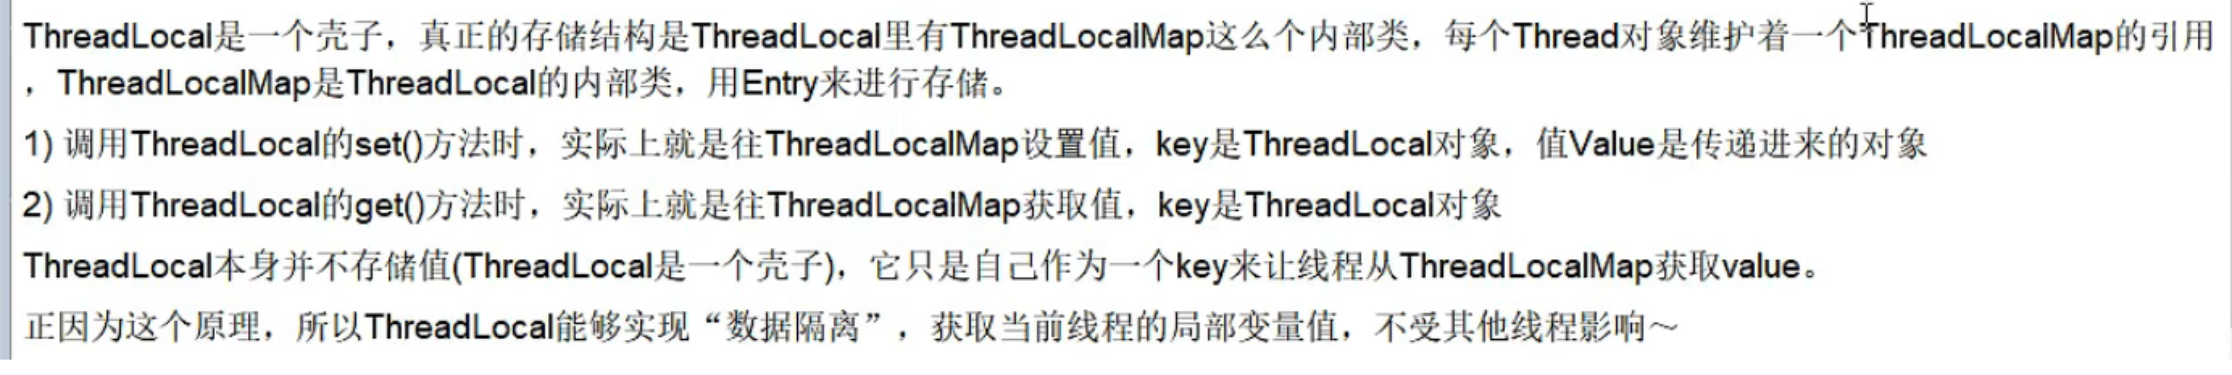 ThreadLocal是一个壳子，真正的存储结构是ThreadLocal里有ThreadLocalMap这么个内部类，每个Thread对象维护着一个ThreadLocalMap的引用
，ThreadLocalMap是ThreadLocal的内部类，用Entry来进行存储。
1) 调用ThreadLocal的set()方法时，实际上就是往ThreadLocalMap设置值，key是ThreadLocal对象，值Value是传递进来的对象
2) 调用ThreadLocal的get()方法时，实际上就是往ThreadLocalMap获取值，key是ThreadLocal对象
ThreadLocal本身并不存储值(ThreadLocal是一个壳子)，它只是自己作为一个key来让线程从ThreadLocalMap获取value。
正因为这个原理，所以ThreadLocal能够实现“数据隔离”，获取当前线程的局部变量值，不受其他线程影响～